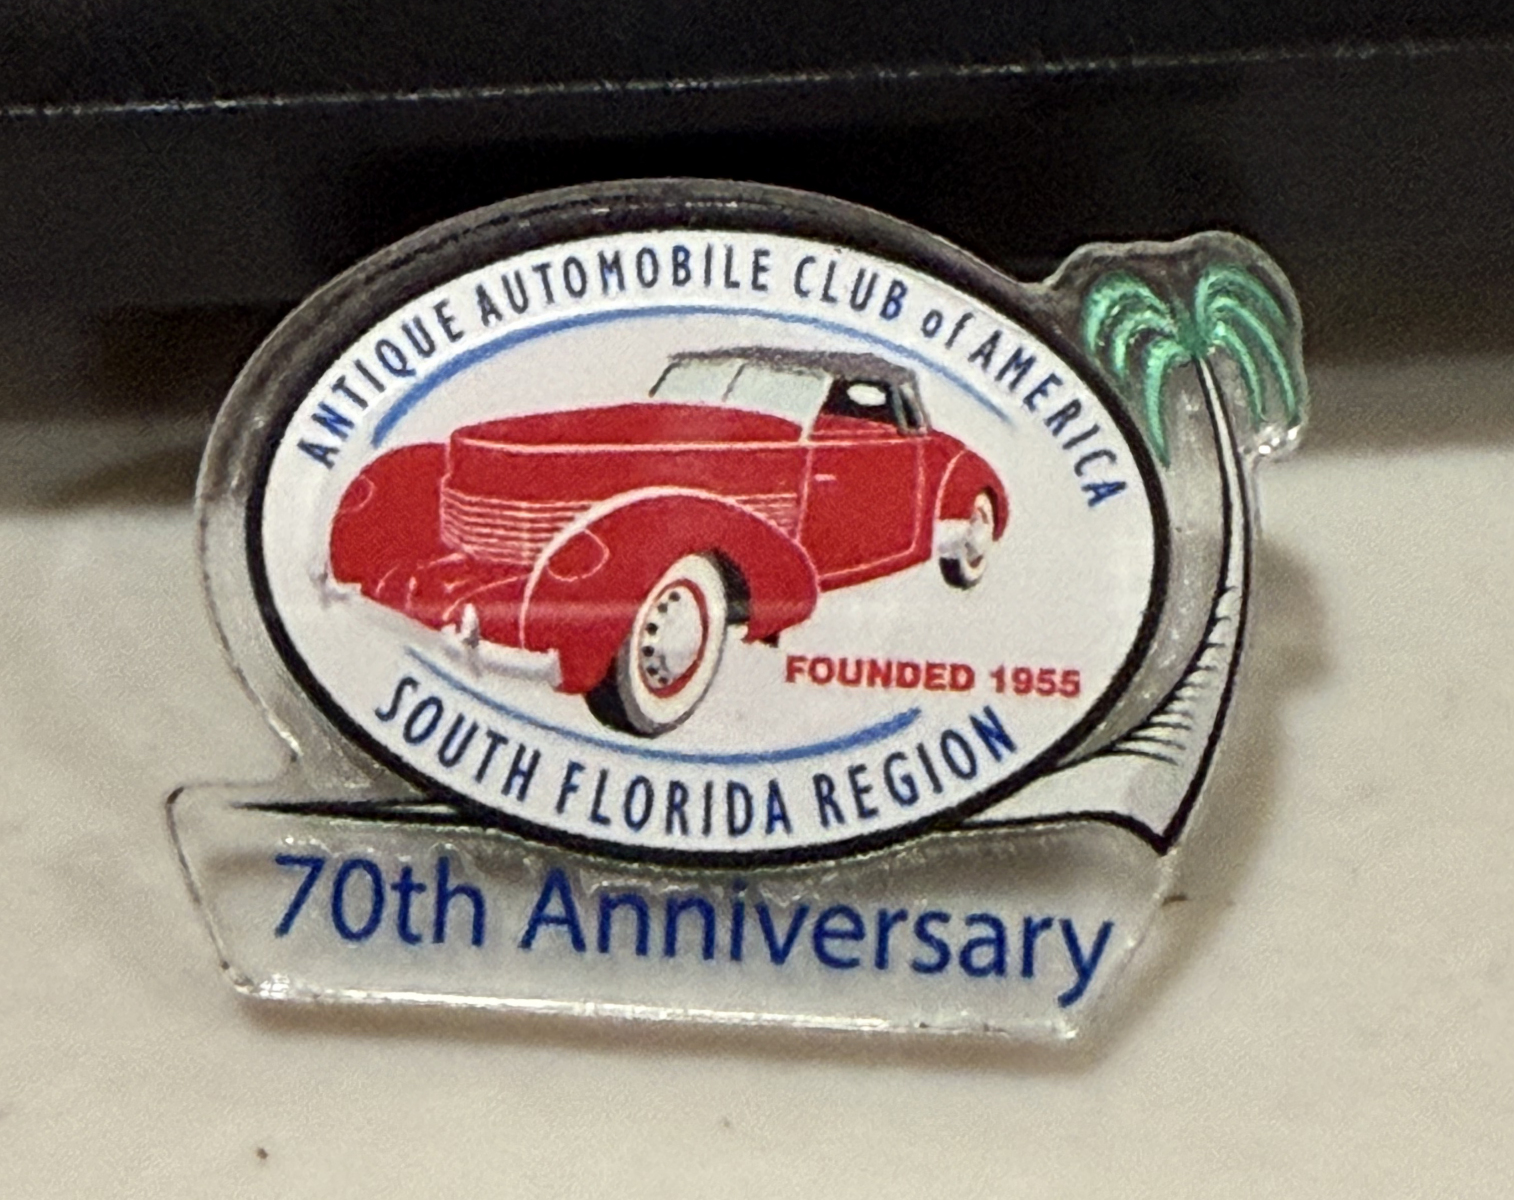 ANTIQUE AUTOMOBILE CLUB of AMERICA
FOUNDED 1955
SOUTH FLORIDA REGION
70th Anniversary